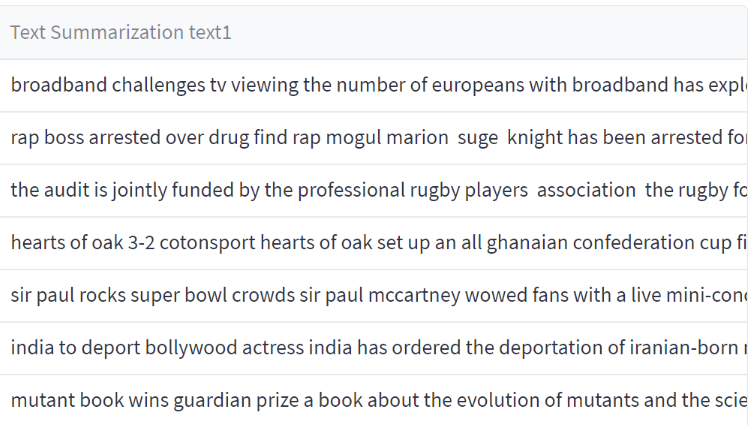 Text Summarization text1
broadband challenges tv viewing the number of europeans with broadband has expl
rap boss arrested over drug find rap mogul marion  suge  knight has been arrested for
the audit is jointly funded by the professional rugby players  association  the rugby fo
hearts of oak 3-2 cotonsport hearts of oak set up an all ghanaian confederation cup fi
sir paul rocks super bowl crowds sir paul mccartney wowed fans with a live mini-conc
india to deport bollywood actress india has ordered the deportation of iranian-born
mutant book wins guardian prize a book about the evolution of mutants and the scie